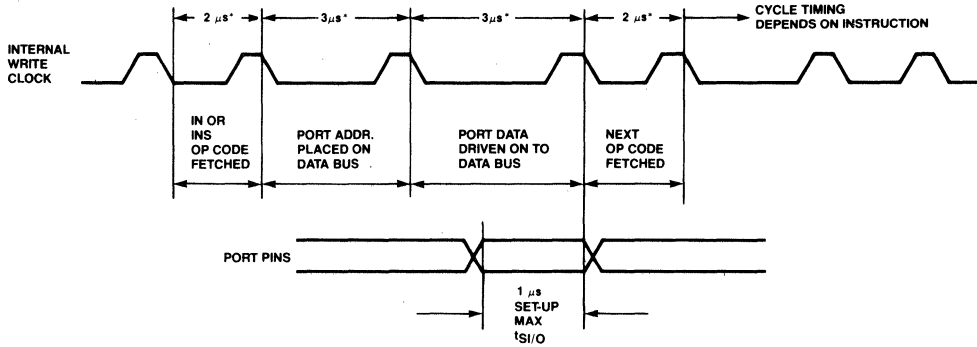 2 μs*
3μs*
3μs*
2 μs*
CYCLE TIMING
DEPENDS ON INSTRUCTION
INTERNAL
WRITE
CLOCK
IN OR
INS
OP CODE
FETCHED
PORT ADDR.
PLACED ON
DATA BUS
PORT DATA
DRIVEN ON TO
DATA BUS
NEXT
OP CODE
FETCHED
PORT PINS
1 μs
SET-UP
MAX
tSI/O